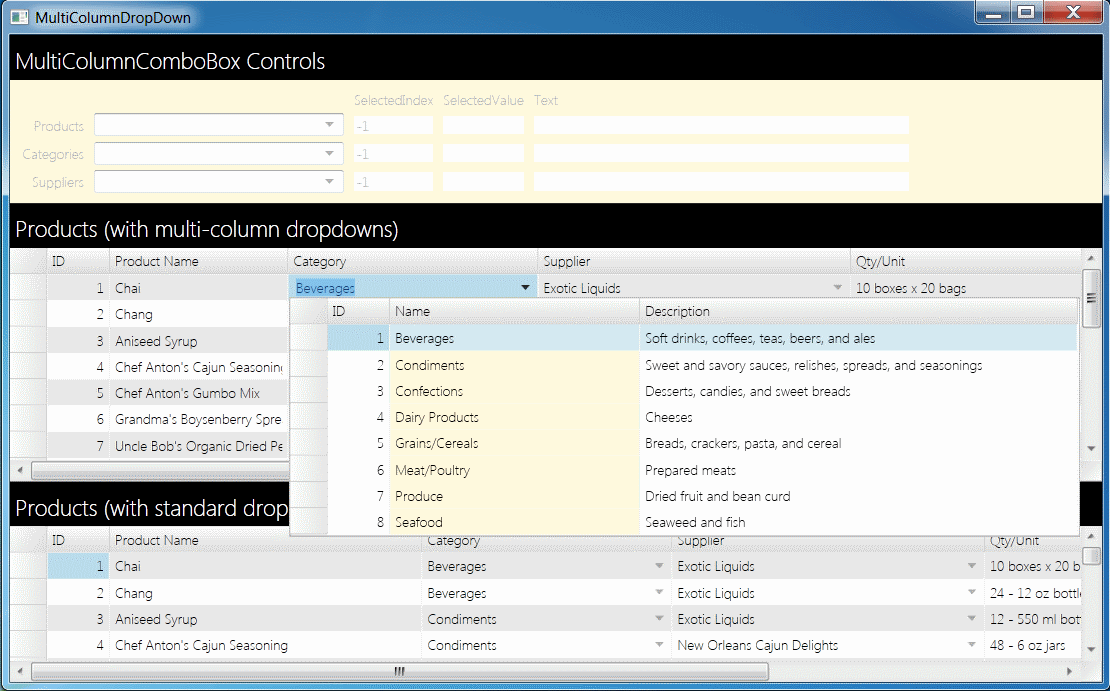 MultiColumnDropDown
MultiColumnComboBox Controls
SelectedIndex SelectedValue Text
Products -1
Categories -1
Suppliers -1
Products (with multi-column dropdowns)
ID Product Name Category Supplier Qty/Unit
1 Chai Beverages Exotic Liquids 10 boxes x 20 bags
2 Chang
3 Aniseed Syrup
4 Chef Anton's Cajun Seasoning
5 Chef Anton's Gumbo Mix
6 Grandma's Boysenberry Spre
7 Uncle Bob's Organic Dried Pe
ID Name Description
1 Beverages Soft drinks, coffees, teas, beers, and ales
2 Condiments Sweet and savory sauces, relishes, spreads, and seasonings
3 Confections Desserts, candies, and sweet breads
4 Dairy Products Cheeses
5 Grains/Cereals Breads, crackers, pasta, and cereal
6 Meat/Poultry Prepared meats
7 Produce Dried fruit and bean curd
8 Seafood Seaweed and fish
Products (with standard drop
ID Product Name Category Supplier Qty/Unit
1 Chai Beverages Exotic Liquids 10 boxes x 20 b
2 Chang Beverages Exotic Liquids 24 - 12 oz bottle
3 Aniseed Syrup Condiments Exotic Liquids 12 - 550 ml bot
4 Chef Anton's Cajun Seasoning Condiments New Orleans Cajun Delights 48 - 6 oz jars